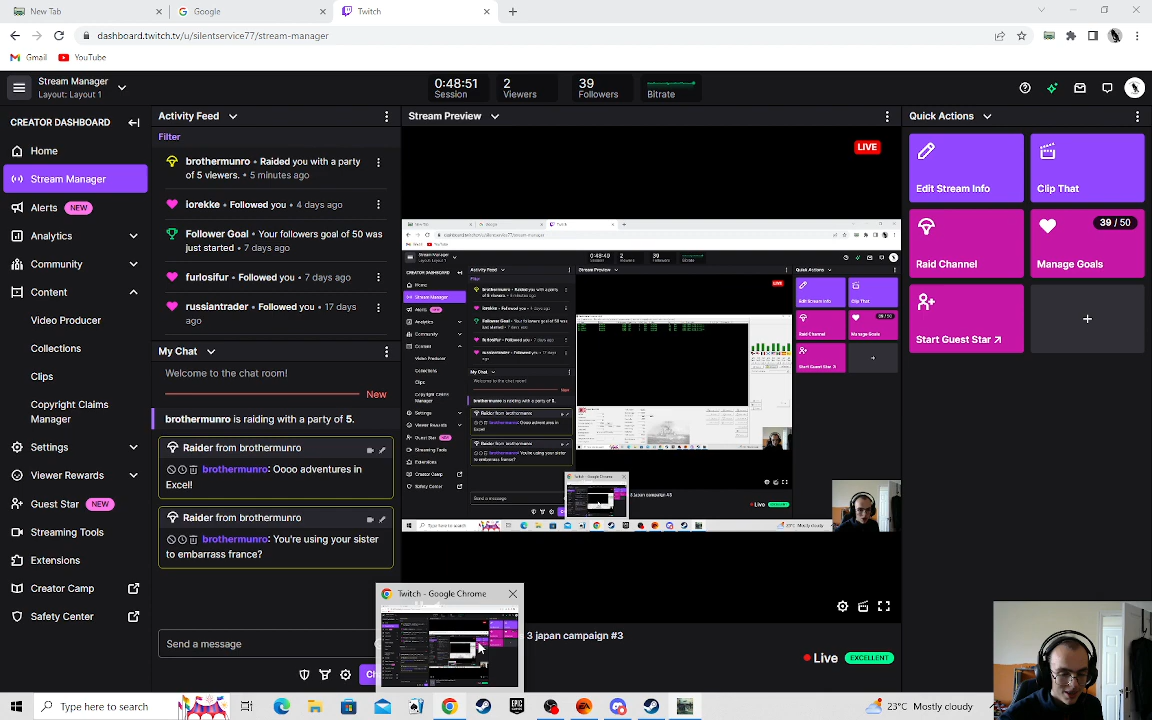 New Tab
Google
Twitch
dashboard.twitch.tv/u/silentservice77/stream-manager
Gmail
YouTube
Stream Manager
Layout: Layout 1
0:48:51
Session
2
Viewers
39
Followers
Bitrate
CREATOR DASHBOARD
Home
Stream Manager
Alerts NEW
Analytics
Community
Content
Video Producer
Collections
Clips
Copyright Claims
Manager
Settings
Viewer Rewards
Guest Star NEW
Streaming Tools
Extensions
Creator Camp
Safety Center
Activity Feed
Filter
brothermunro • Raided you with a party
of 5 viewers. • 5 minutes ago
iorekke • Followed you • 4 days ago
Follower Goal • Your followers goal of 50 was
just started • 7 days ago
furlosifur • Followed you • 7 days ago
russiantrader • Followed you • 17 days
ago
My Chat
Welcome to the chat room!
New
brothermunro is raiding with a party of 5.
Raider from brothermunro
brothermunro: Oooo adventures in
Excel!
Raider from brothermunro
brothermunro: You're using your sister
to embarrass france?
Send a message
Stream Preview
LIVE
Twitch - Google Chrome
3 japan campaign #3
Live EXCELLENT
Quick Actions
Edit Stream Info
Clip That
Raid Channel
39 / 50
Manage Goals
Start Guest Star
Type here to search
EPIC
GAMES
23°C Mostly cloudy